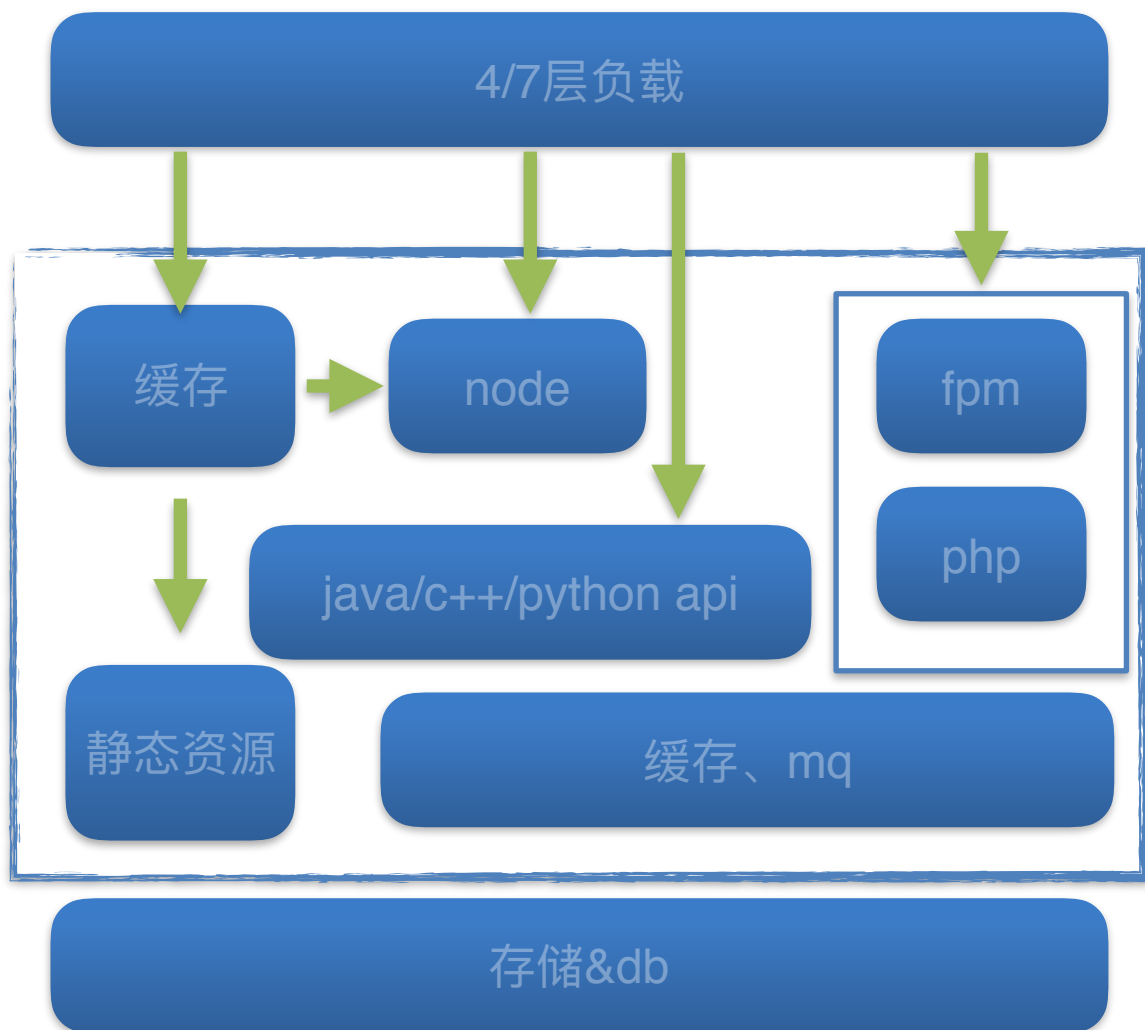 4/7层负载
缓存
node
fpm
php
java/c++/python api
静态资源
缓存、mq
存储&db